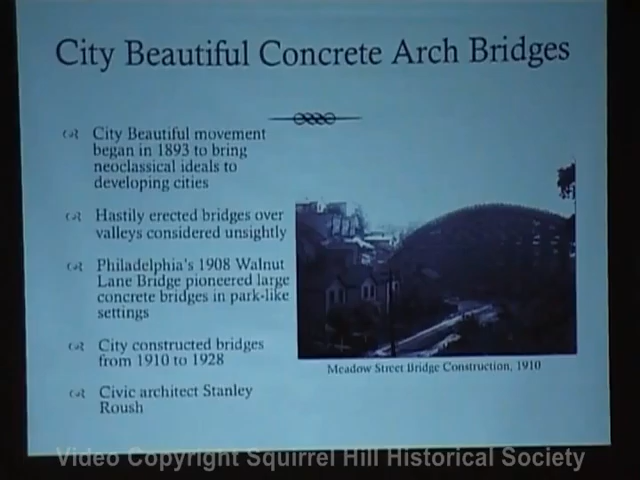 City Beautiful Concrete Arch Bridges
City Beautiful movement
began in 1893 to bring
neoclassical ideals to
developing cities
Hastily erected bridges over
valleys considered unsightly
Philadelphia's 1908 Walnut
Lane Bridge pioneered large
concrete bridges in park-like
settings
City constructed bridges
from 1910 to 1928
Civic architect Stanley
Roush
Meadow Street Bridge Construction, 1910
Video Copyright Squirrel Hill Historical Society